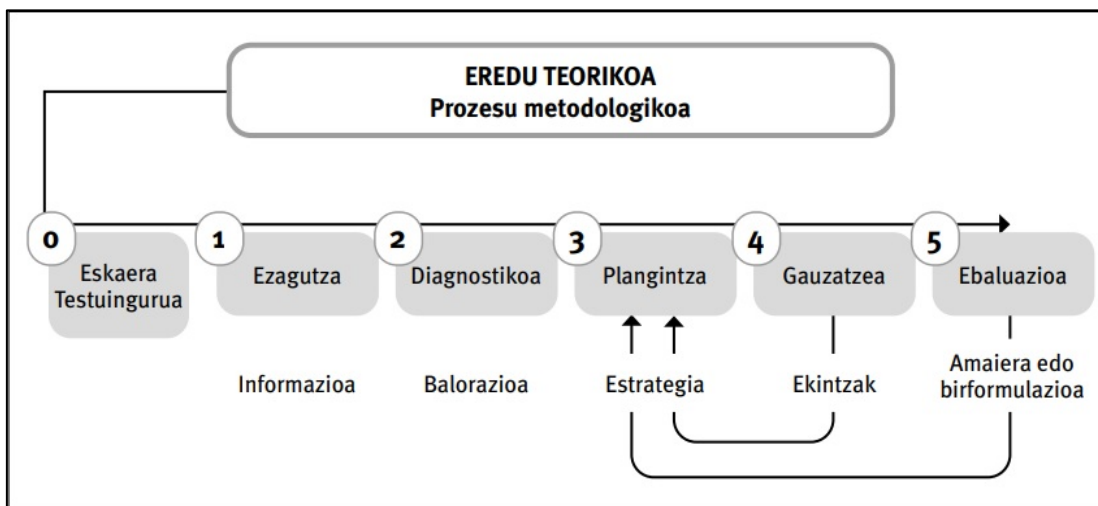 EREDU TEORIKOA
Prozesu metodologikoa
0
Eskaera
Testuingurua
1
Ezagutza
2
Diagnostikoa
3
Plangintza
4
Gauzatzea
5
Ebaluazioa
Informazioa
Balorazioa
Estrategia
Ekintzak
Amaiera edo
birformulazioa